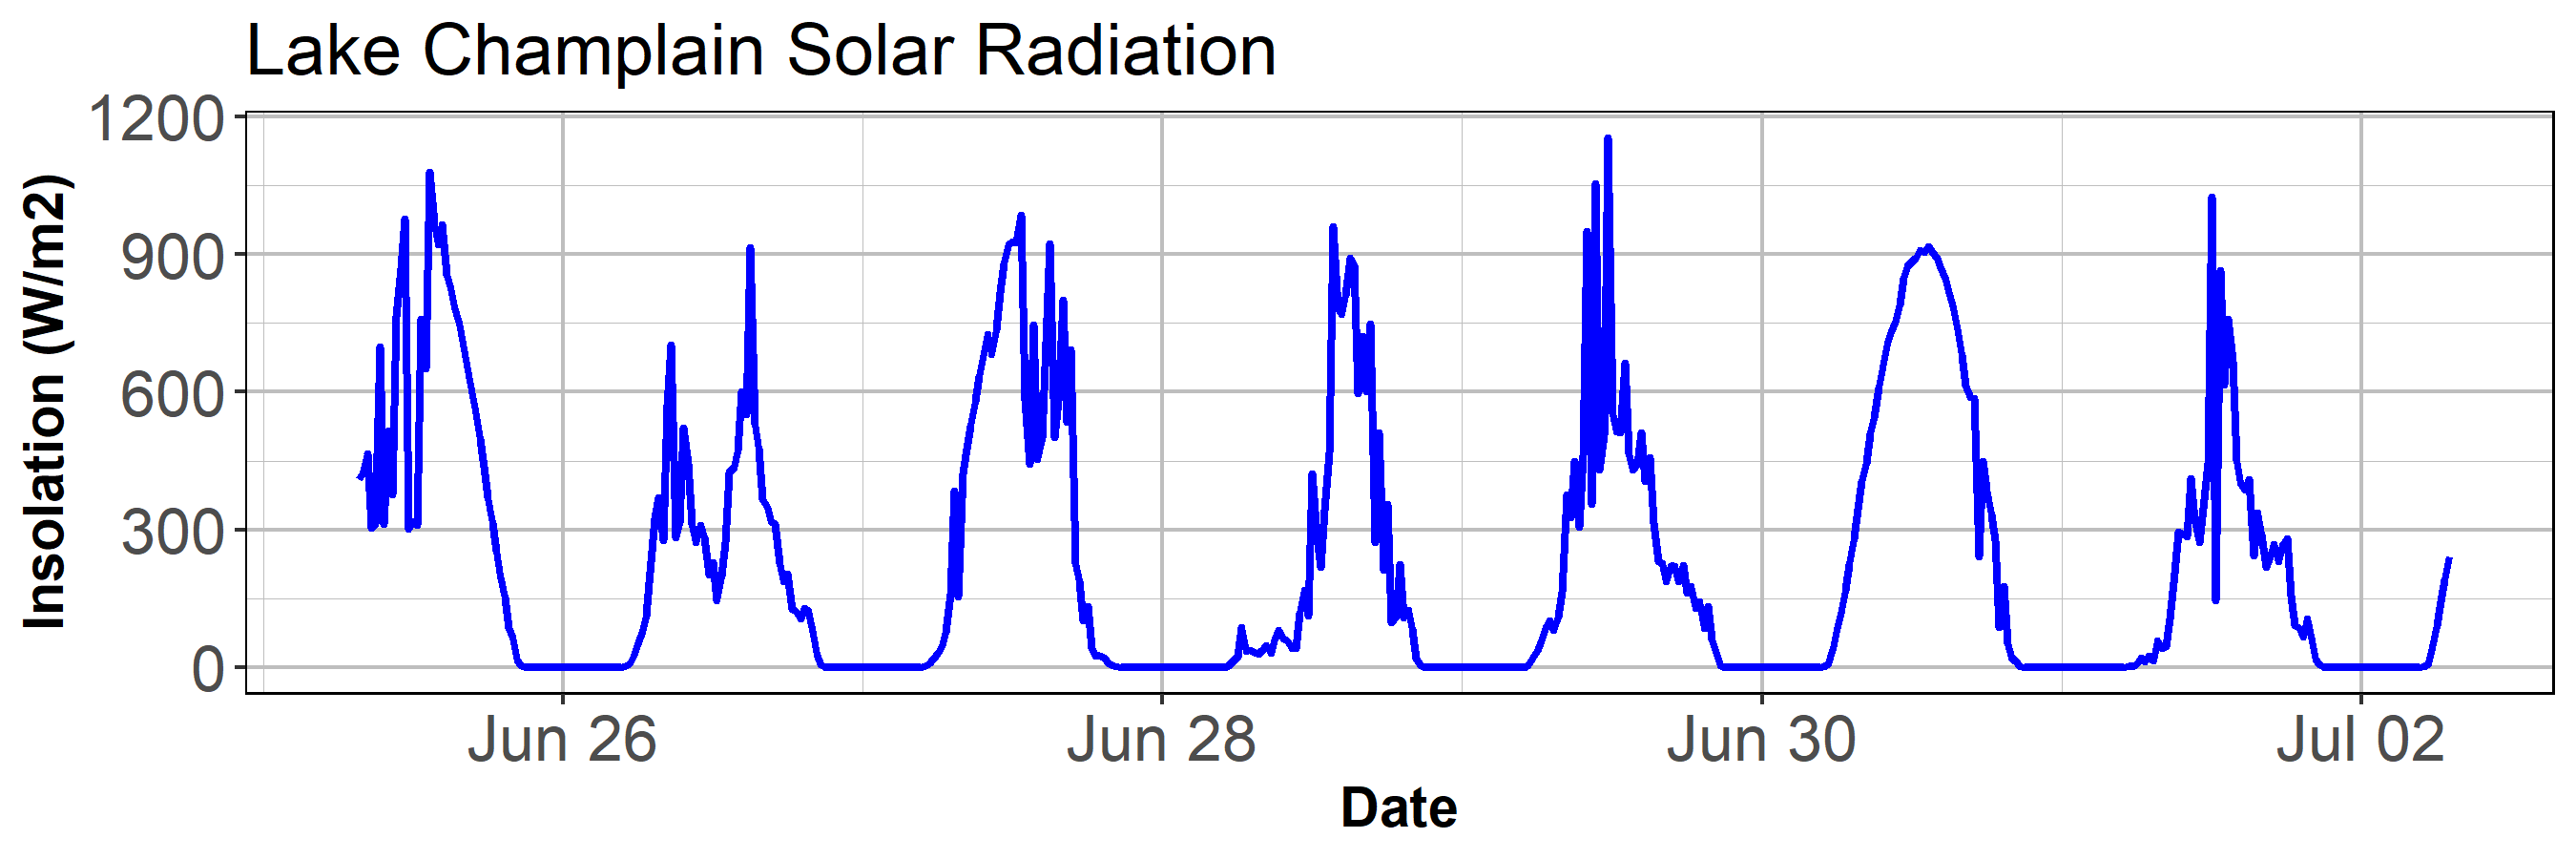 Lake Champlain Solar Radiation
1200
900
600
300
0
Insolation (W/m2)
Jun 26 Jun 28 Jun 30 Jul 02
Date